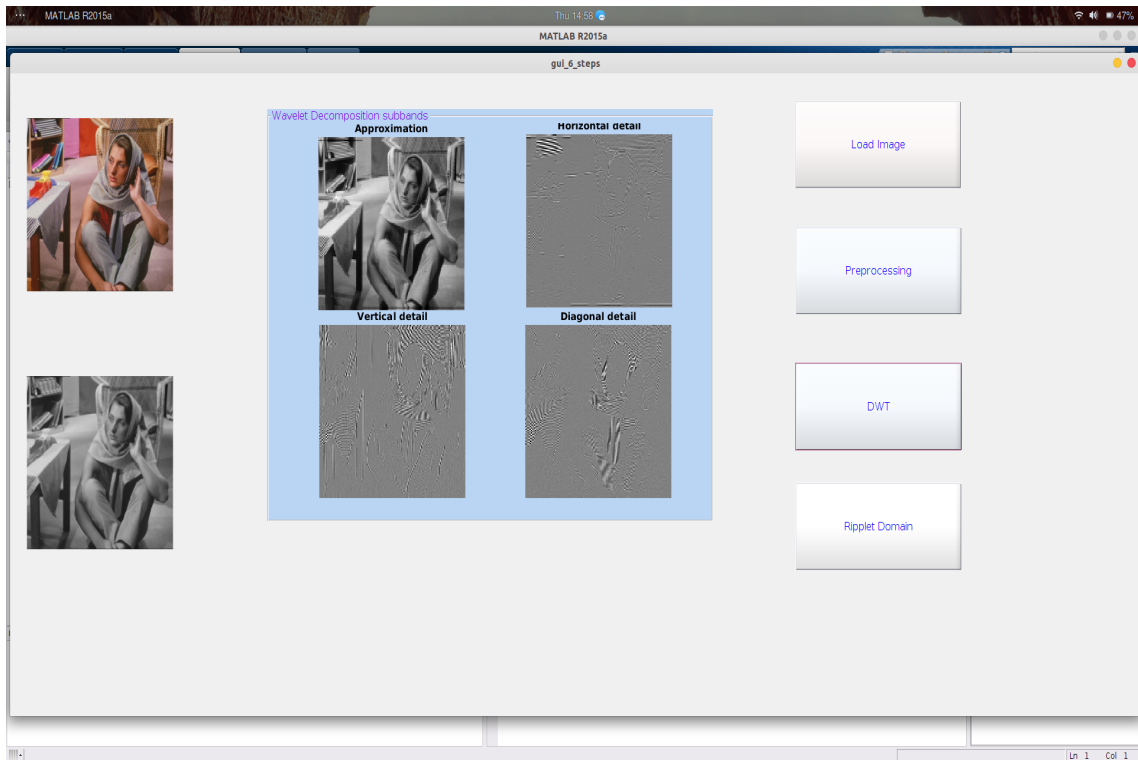 MATLAB R2015a
Thu 14:58
47%
MATLAB R2015a
gui_6_steps
Wavelet Decomposition subbands
Approximation
Horizontal detail
Load Image
Preprocessing
Vertical detail
Diagonal detail
DWT
Ripplet Domain
Ln 1 Col 1